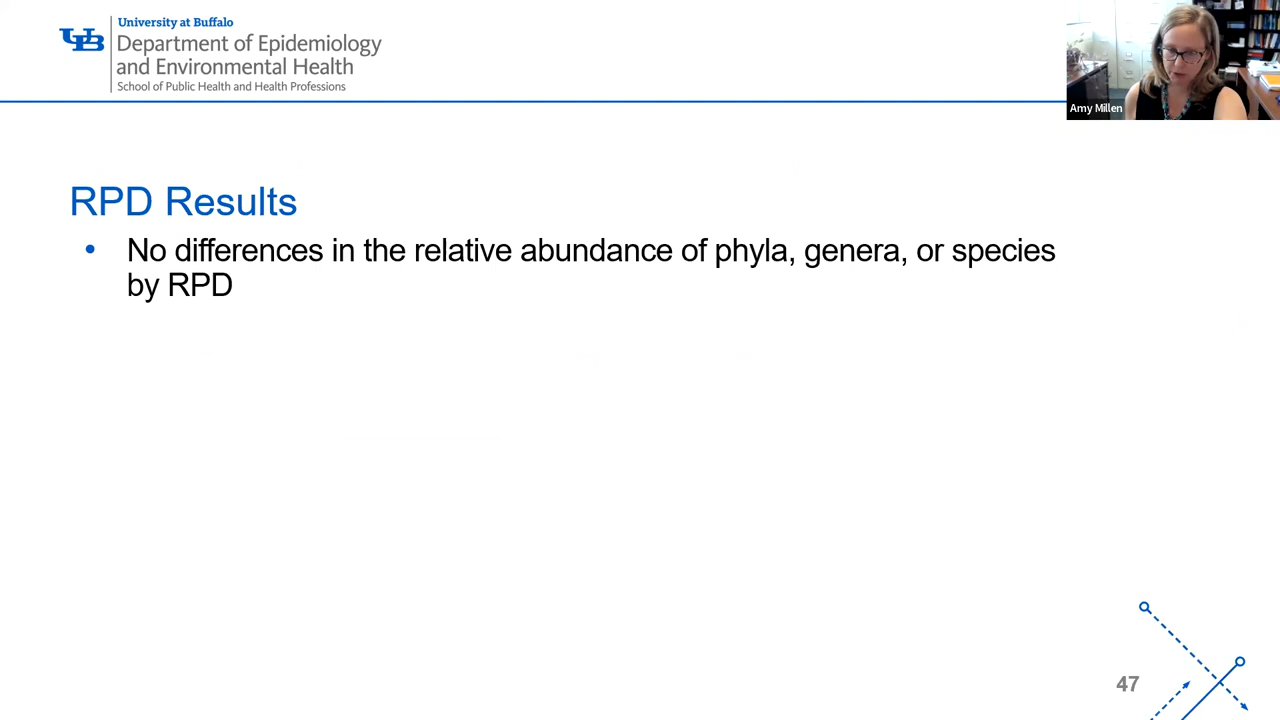 University at Buffalo
UB
Department of Epidemiology
and Environmental Health
School of Public Health and Health Professions
Amy Millen
RPD Results
• No differences in the relative abundance of phyla, genera, or species
by RPD
47